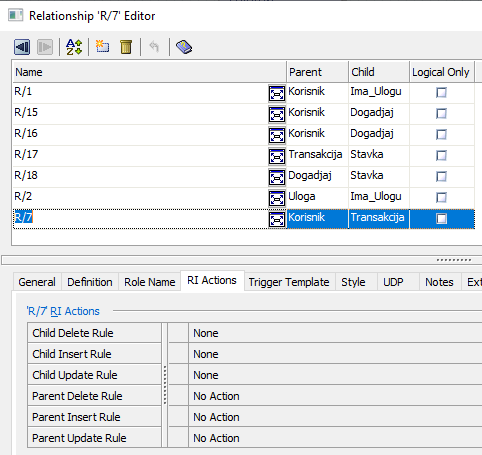 Relationship 'R/7' Editor
Name Parent Child Logical Only
R/1 Korisnik Ima_Ulogu
R/15 Korisnik Dogadjaj
R/16 Korisnik Dogadjaj
R/17 Transakcija Stavka
R/18 Dogadjaj Stavka
R/2 Uloga Ima_Ulogu
R/7 Korisnik Transakcija
General Definition Role Name RI Actions Trigger Template Style UDP Notes Ext
'R/7' RI Actions
Child Delete Rule None
Child Insert Rule None
Child Update Rule None
Parent Delete Rule No Action
Parent Insert Rule No Action
Parent Update Rule No Action